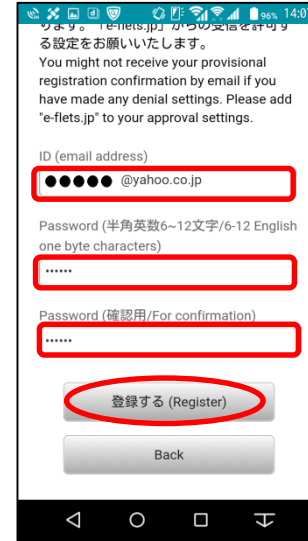 96% 14:07
ります。「e-flets.jp」からの受信を許可す
る設定をお願いいたします。
You might not receive your provisional
registration confirmation by email if you
have made any denial settings. Please add
"e-flets.jp" to your approval settings.
ID (email address)
●●●●● @yahoo.co.jp
Password (半角英数6~12文字/6-12 English
one byte characters)
••••••
Password (確認用/For confirmation)
••••••
登録する (Register)
Back